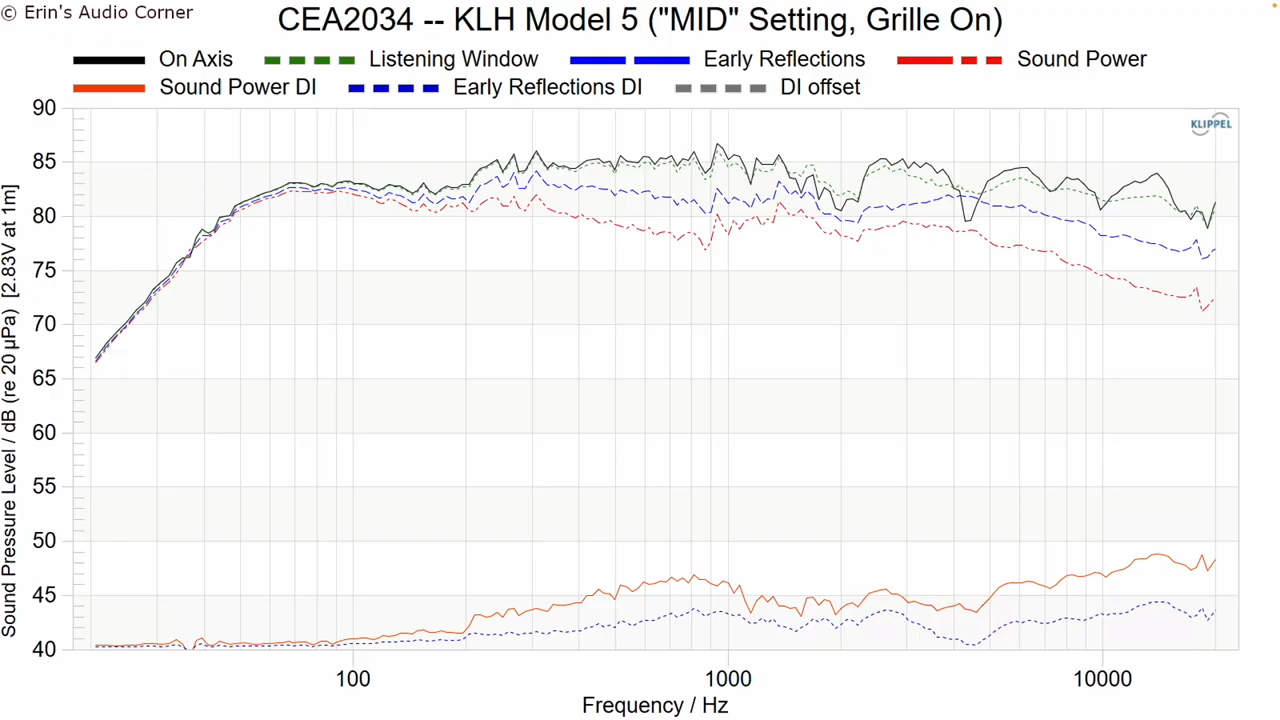 © Erin's Audio Corner
CEA2034 -- KLH Model 5 ("MID" Setting, Grille On)
On Axis Listening Window Early Reflections Sound Power
Sound Power DI Early Reflections DI DI offset
KLIPPEL
90
85
80
75
70
65
60
55
50
45
40
Sound Pressure Level / dB (re 20 µPa) [2.83V at 1m]
100 1000 10000
Frequency / Hz